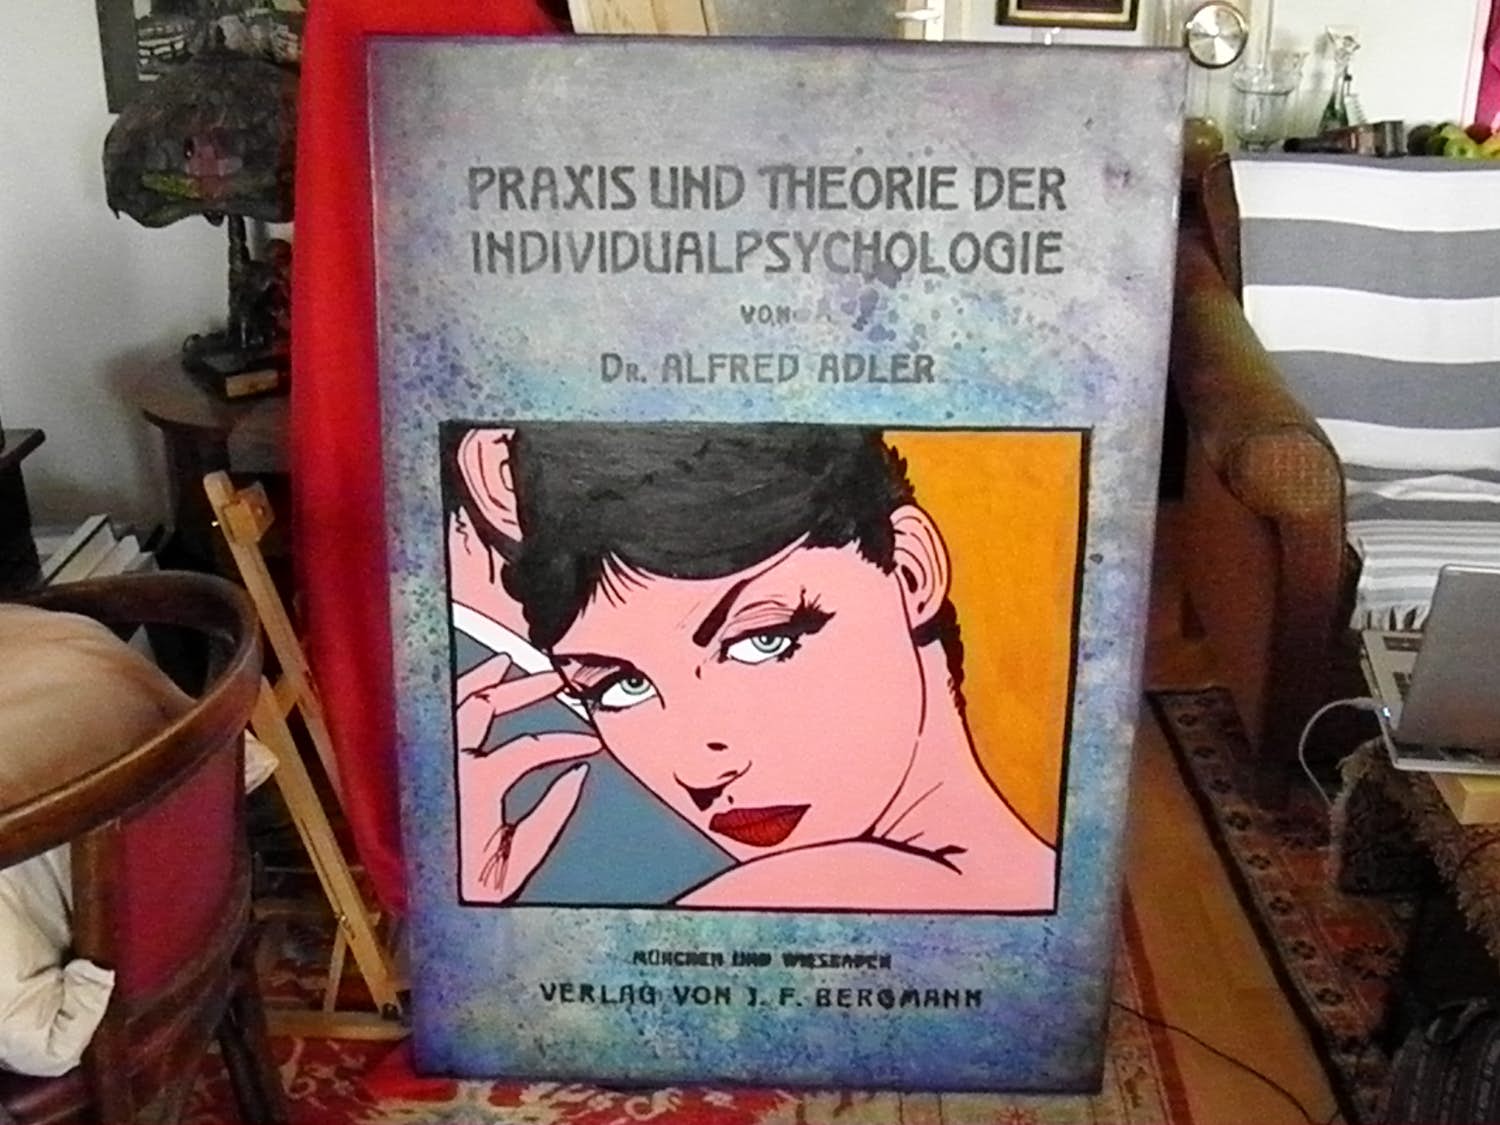 PRAXIS UND THEORIE DER
INDIVIDUALPSYCHOLOGIE
VON
DR. ALFRED ADLER
MÜNCHEN UND WIESBADEN
VERLAG VON J. F. BERGMANN